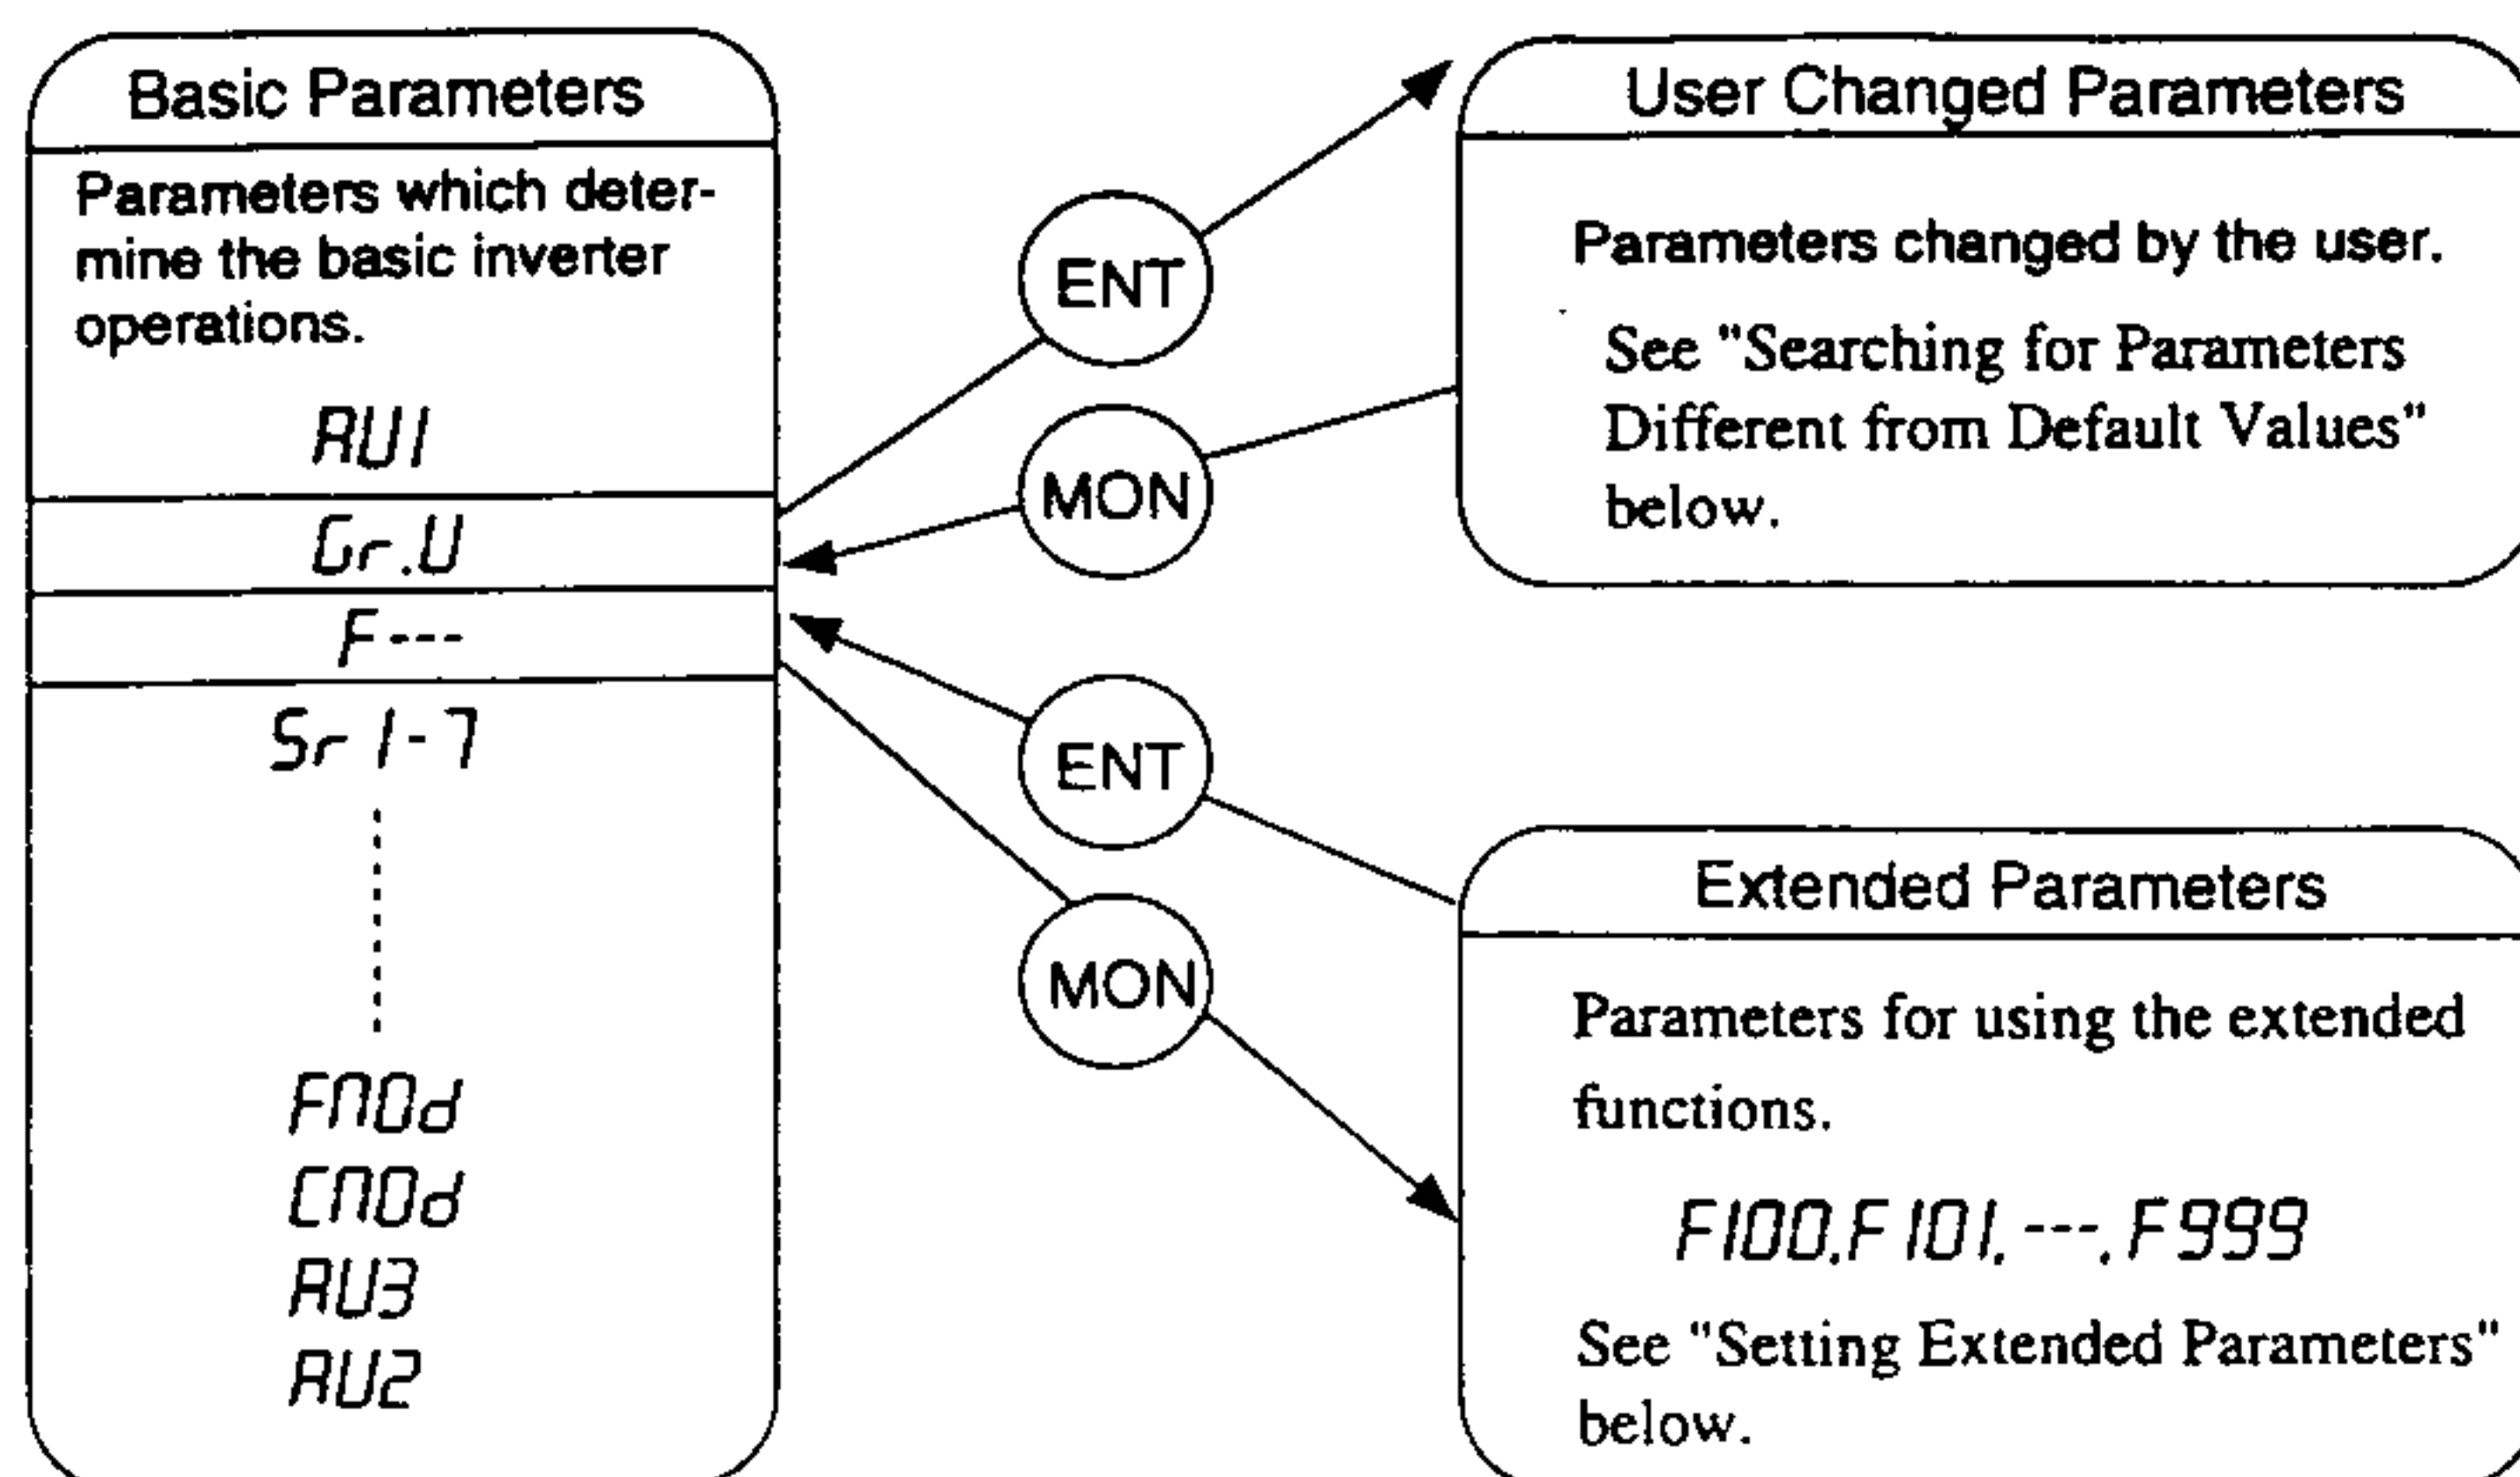 Basic Parameters
Parameters which deter-
mine the basic inverter
operations.
AU1
Gr.U
F---
Sr1-7
FNOd
CNOd
AU3
AU2
ENT
MON
ENT
MON
User Changed Parameters
Parameters changed by the user.
See "Searching for Parameters
Different from Default Values"
below.
Extended Parameters
Parameters for using the extended
functions.
F100,F101,---,F999
See "Setting Extended Parameters"
below.